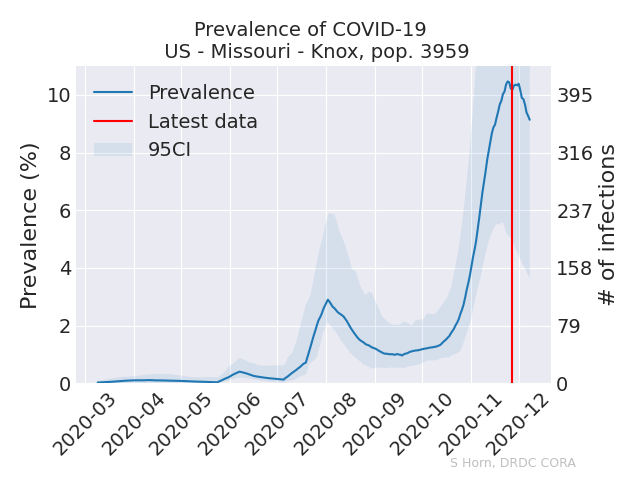 Prevalence of COVID-19
US - Missouri - Knox, pop. 3959
Prevalence
Latest data
95CI
Prevalence (%)
10
8
6
4
2
0
# of infections
395
316
237
158
79
0
2020-03
2020-04
2020-05
2020-06
2020-07
2020-08
2020-09
2020-10
2020-11
2020-12
S Horn, DRDC CORA